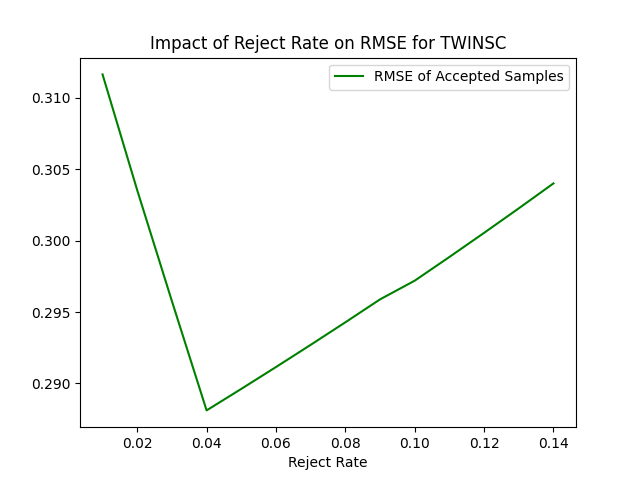 Impact of Reject Rate on RMSE for TWINSC
RMSE of Accepted Samples
0.310
0.305
0.300
0.295
0.290
0.02 0.04 0.06 0.08 0.10 0.12 0.14
Reject Rate